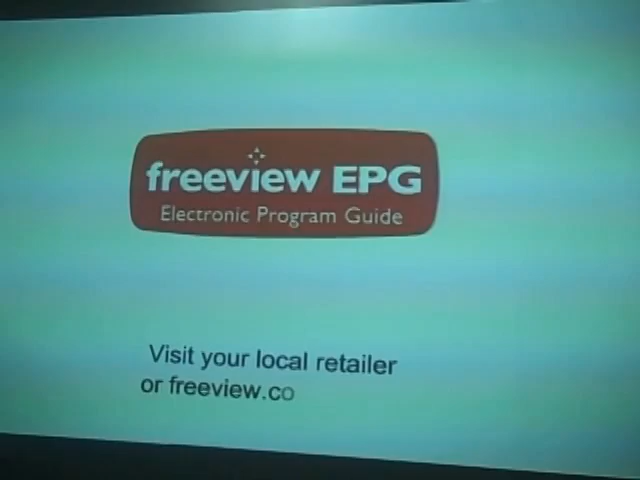 freeview EPG
Electronic Program Guide
Visit your local retailer
or freeview.co